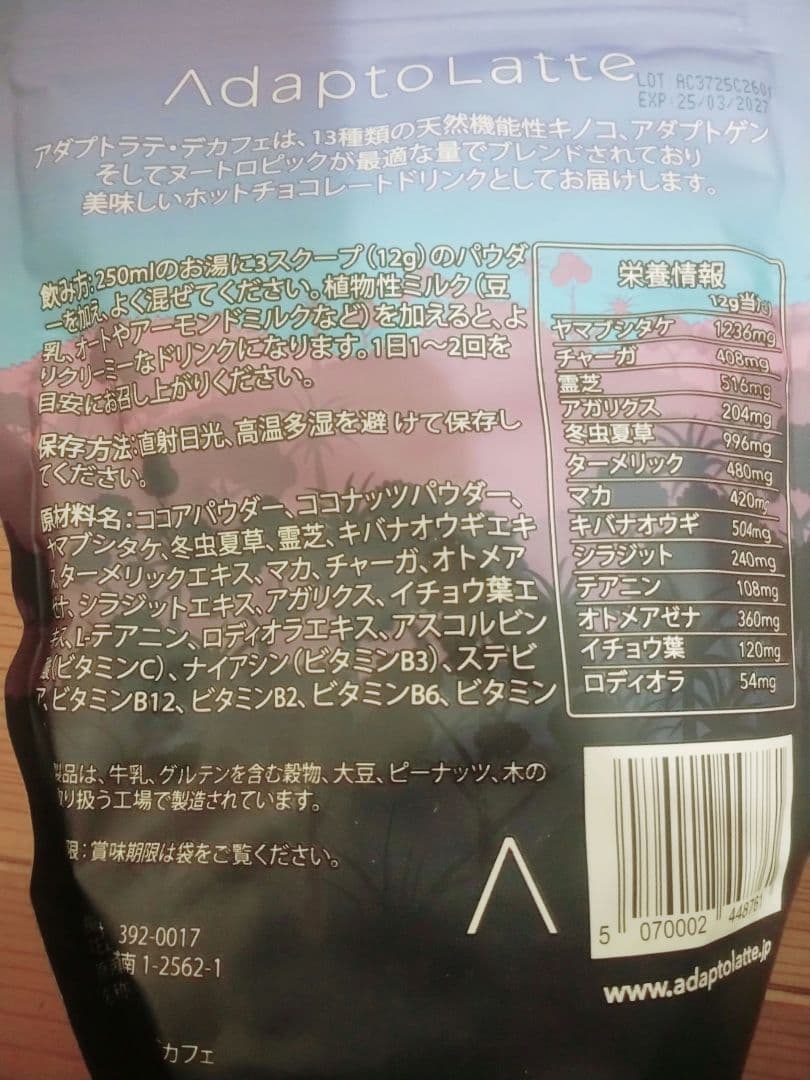 AdaptoLatte
LOT AC3725C2601
EXP 25/03/2027
アダプトラテ・デカフェは、13種類の天然機能性キノコ、アダプトゲン
そしてヌートロピックが最適な量でブレンドされており
美味しいホットチョコレートドリンクとしてお届けします。
飲み方: 250mlのお湯に3スクープ（12g）のパウダ
ーを加え、よく混ぜてください。植物性ミルク（豆
乳、オートやアーモンドミルクなど）を加えると、よ
りクリーミーなドリンクになります。1日1〜2回を
目安にお召し上がりください。
保存方法:直射日光、高温多湿を避けて保存し
てください。
原材料名：ココアパウダー、ココナッツパウダー、
ヤマブシタケ、冬虫夏草、霊芝、キバナオウギエキ
ス、ターメリックエキス、マカ、チャーガ、オトメア
ゼナ、シラジットエキス、アガリクス、イチョウ葉エ
キス、L-テアニン、ロディオラエキス、アスコルビン
酸（ビタミンC）、ナイアシン（ビタミンB3）、ステビ
ア、ビタミンB12、ビタミンB2、ビタミンB6、ビタミン
品は、牛乳、グルテンを含む穀物、大豆、ピーナッツ、木の
り扱う工場で製造されています。
限：賞味期限は袋をご覧ください。
392-0017
南 1-2562-1
カフェ
栄養情報
12g当たり
ヤマブシタケ 1236mg
チャーガ 408mg
霊芝 516mg
アガリクス 204mg
冬虫夏草 996mg
ターメリック 480mg
マカ 420mg
キバナオウギ 504mg
シラジット 240mg
テアニン 108mg
オトメアゼナ 360mg
イチョウ葉 120mg
ロディオラ 54mg
5 070002 448761
www.adaptolatte.jp